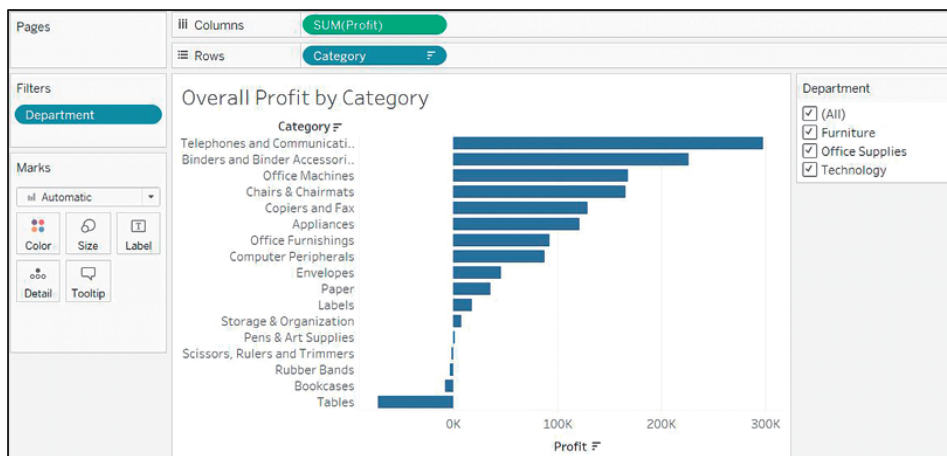 Pages
Columns
SUM(Profit)
Rows
Category
Filters
Department
Marks
Automatic
Color
Size
Label
Detail
Tooltip
Overall Profit by Category
Category
Telephones and Communicati..
Binders and Binder Accessori..
Office Machines
Chairs & Chairmats
Copiers and Fax
Appliances
Office Furnishings
Computer Peripherals
Envelopes
Paper
Labels
Storage & Organization
Pens & Art Supplies
Scissors, Rulers and Trimmers
Rubber Bands
Bookcases
Tables
0K 100K 200K 300K
Profit
Department
(All)
Furniture
Office Supplies
Technology